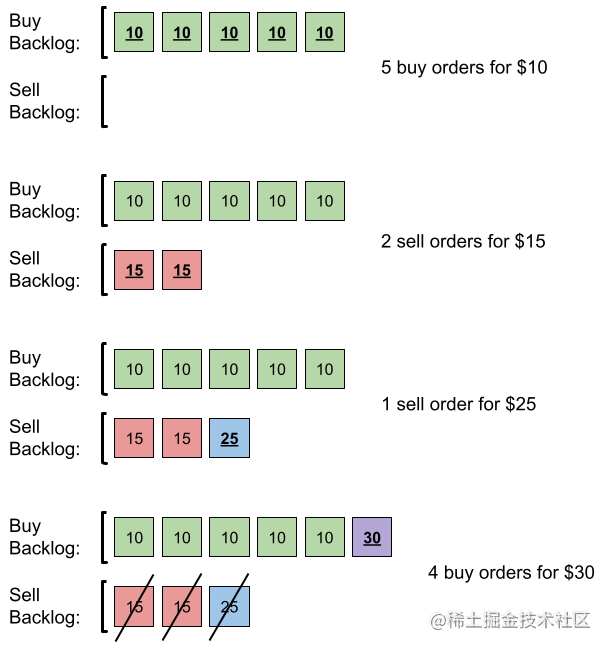 Buy
Backlog:
10 10 10 10 10
5 buy orders for $10
Sell
Backlog:
Buy
Backlog:
10 10 10 10 10
2 sell orders for $15
Sell
Backlog:
15 15
Buy
Backlog:
10 10 10 10 10
1 sell order for $25
Sell
Backlog:
15 15 25
Buy
Backlog:
10 10 10 10 10 30
4 buy orders for $30
Sell
Backlog:
15 15 25
@稀土掘金技术社区